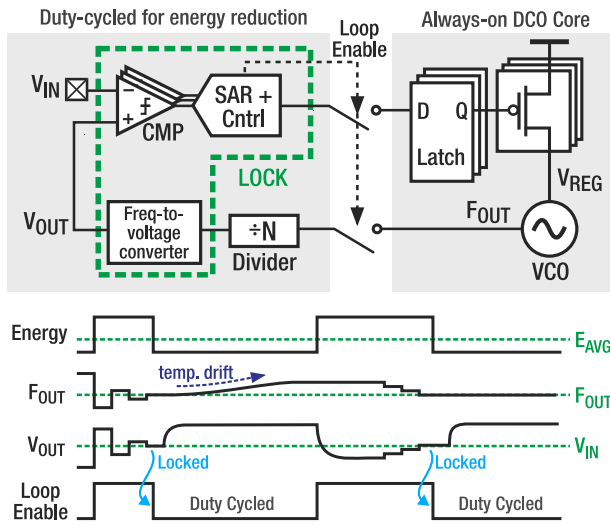 Duty-cycled for energy reduction
Loop
Enable
Always-on DCO Core
VIN
CMP
SAR +
Cntrl
LOCK
D Q
Latch
VREG
VOUT
Freq-to-
voltage
converter
÷N
Divider
FOUT
VCO
Energy
EAVG
temp. drift
FOUT
FOUT
VOUT
VIN
Locked
Locked
Loop
Enable
Duty Cycled
Duty Cycled